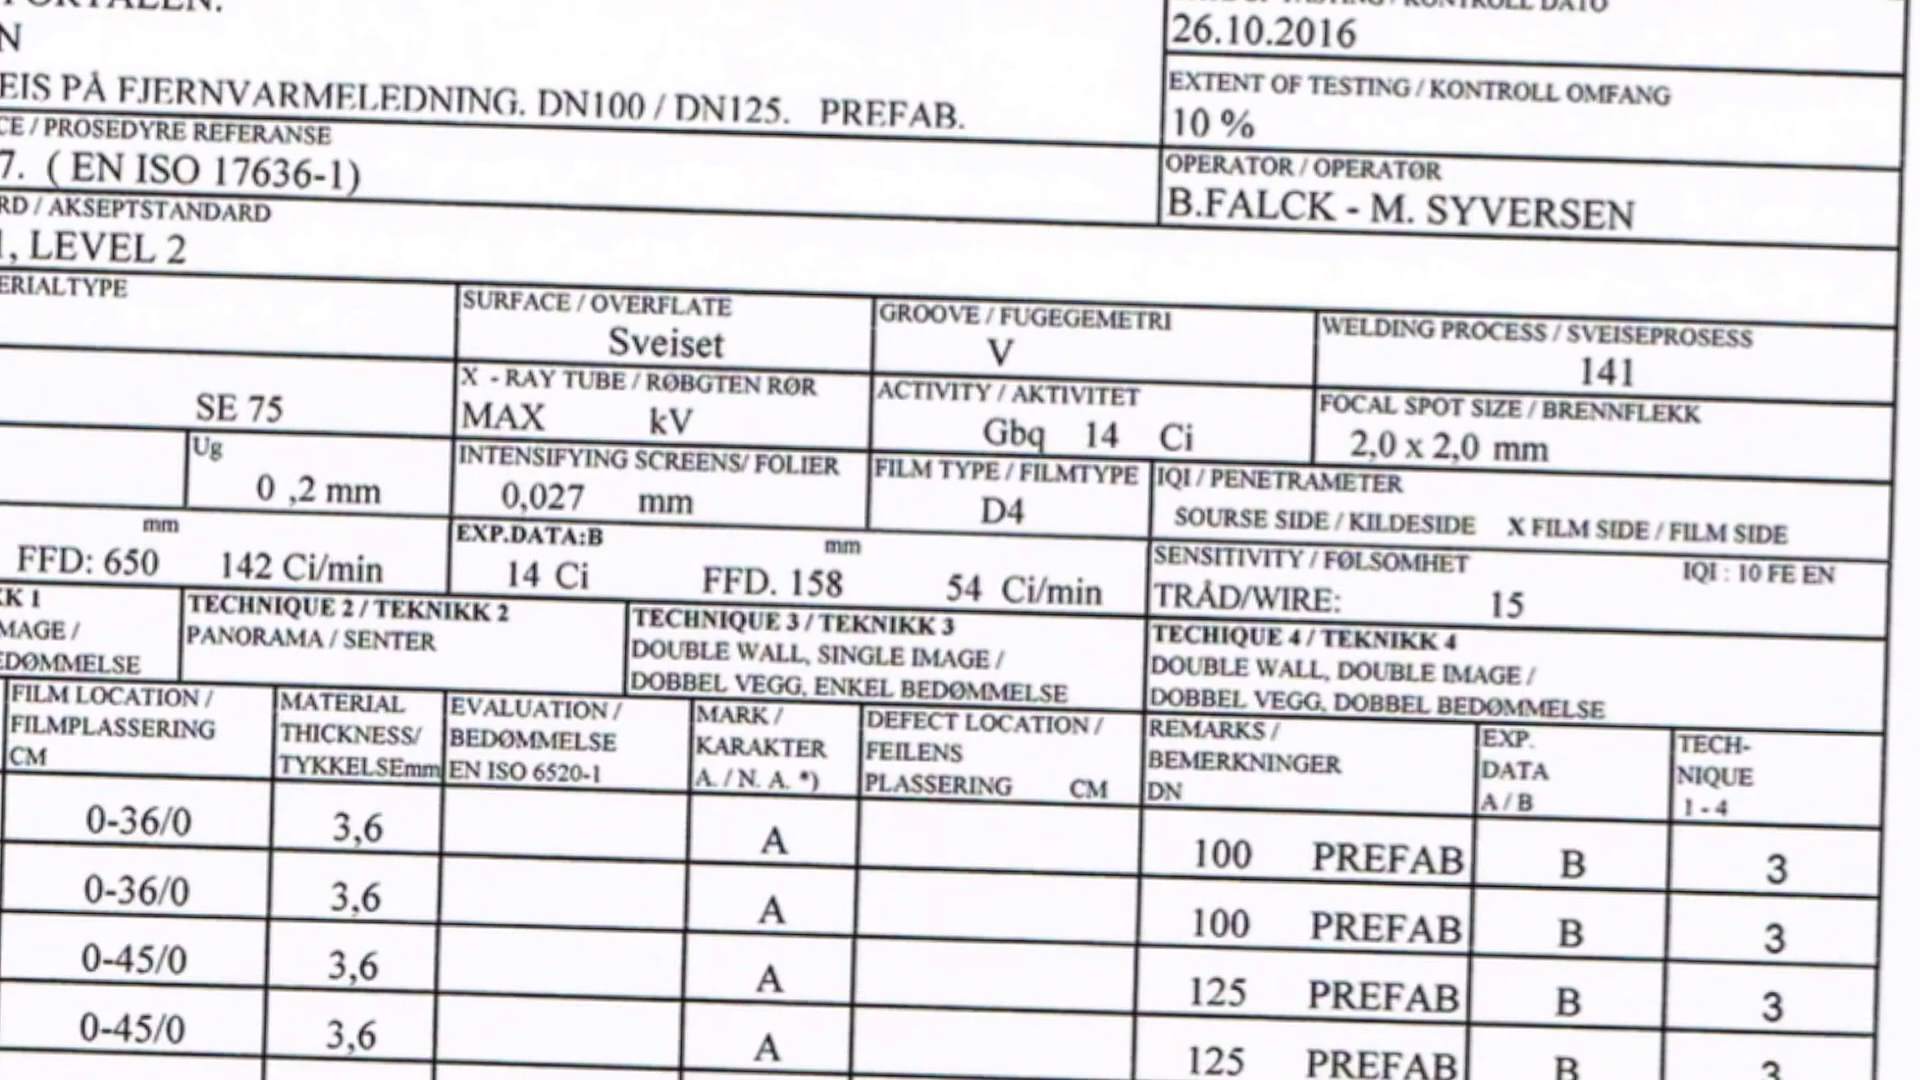 N
26.10.2016
EIS PÅ FJERNVARMELEDNING. DN100 / DN125. PREFAB.
EXTENT OF TESTING / KONTROLL OMFANG
10 %
CE / PROSEDYRE REFERANSE
7. ( EN ISO 17636-1)
OPERATOR / OPERATØR
B.FALCK - M. SYVERSEN
RD / AKSEPTSTANDARD
, LEVEL 2
ERIALTYPE
SURFACE / OVERFLATE
Sveiset
GROOVE / FUGEGEMETRI
V
WELDING PROCESS / SVEISEPROSESS
141
SE 75
X - RAY TUBE / RØBGTEN RØR
MAX kV
ACTIVITY / AKTIVITET
Gbq 14 Ci
FOCAL SPOT SIZE / BRENNFLEKK
2,0 x 2,0 mm
Ug
0 ,2 mm
INTENSIFYING SCREENS/ FOLIER
0,027 mm
FILM TYPE / FILMTYPE
D4
IQI / PENETRAMETER
SOURSE SIDE / KILDESIDE X FILM SIDE / FILM SIDE
mm
FFD: 650 142 Ci/min
EXP.DATA:B mm
14 Ci FFD. 158 54 Ci/min
SENSITIVITY / FØLSOMHET IQI : 10 FE EN
TRÅD/WIRE: 15
KK 1
MAGE /
EDØMMELSE
TECHNIQUE 2 / TEKNIKK 2
PANORAMA / SENTER
TECHNIQUE 3 / TEKNIKK 3
DOUBLE WALL, SINGLE IMAGE /
DOBBEL VEGG, ENKEL BEDØMMELSE
TECHIQUE 4 / TEKNIKK 4
DOUBLE WALL, DOUBLE IMAGE /
DOBBEL VEGG, DOBBEL BEDØMMELSE
FILM LOCATION /
FILMPLASSERING
CM
MATERIAL
THICKNESS/
TYKKELSEmm
EVALUATION /
BEDØMMELSE
EN ISO 6520-1
MARK /
KARAKTER
A. / N. A. *)
DEFECT LOCATION /
FEILENS
PLASSERING CM
REMARKS /
BEMERKNINGER
DN
EXP.
DATA
A / B
TECH-
NIQUE
1 - 4
0-36/0 3,6 A 100 PREFAB B 3
0-36/0 3,6 A 100 PREFAB B 3
0-45/0 3,6 A 125 PREFAB B 3
0-45/0 3,6 A 125 PREFAB B 3